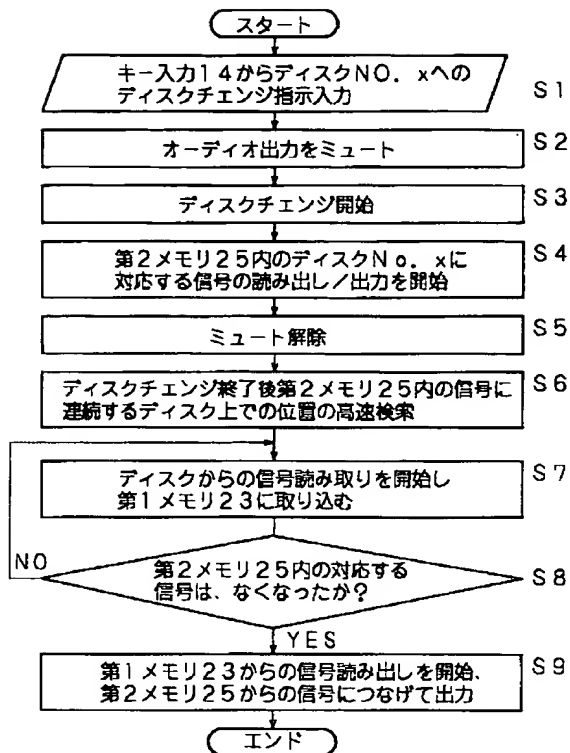 スタート
キー入力14からディスクNO. xへの
ディスクチェンジ指示入力
S1
オーディオ出力をミュート
S2
ディスクチェンジ開始
S3
第2メモリ25内のディスクNo. xに
対応する信号の読み出し/出力を開始
S4
ミュート解除
S5
ディスクチェンジ終了後第2メモリ25内の信号に
連続するディスク上での位置の高速検索
S6
ディスクからの信号読み取りを開始し
第1メモリ23に取り込む
S7
NO
第2メモリ25内の対応する
信号は、なくなったか?
S8
YES
第1メモリ23からの信号読み出しを開始、
第2メモリ25からの信号につなげて出力
S9
エンド